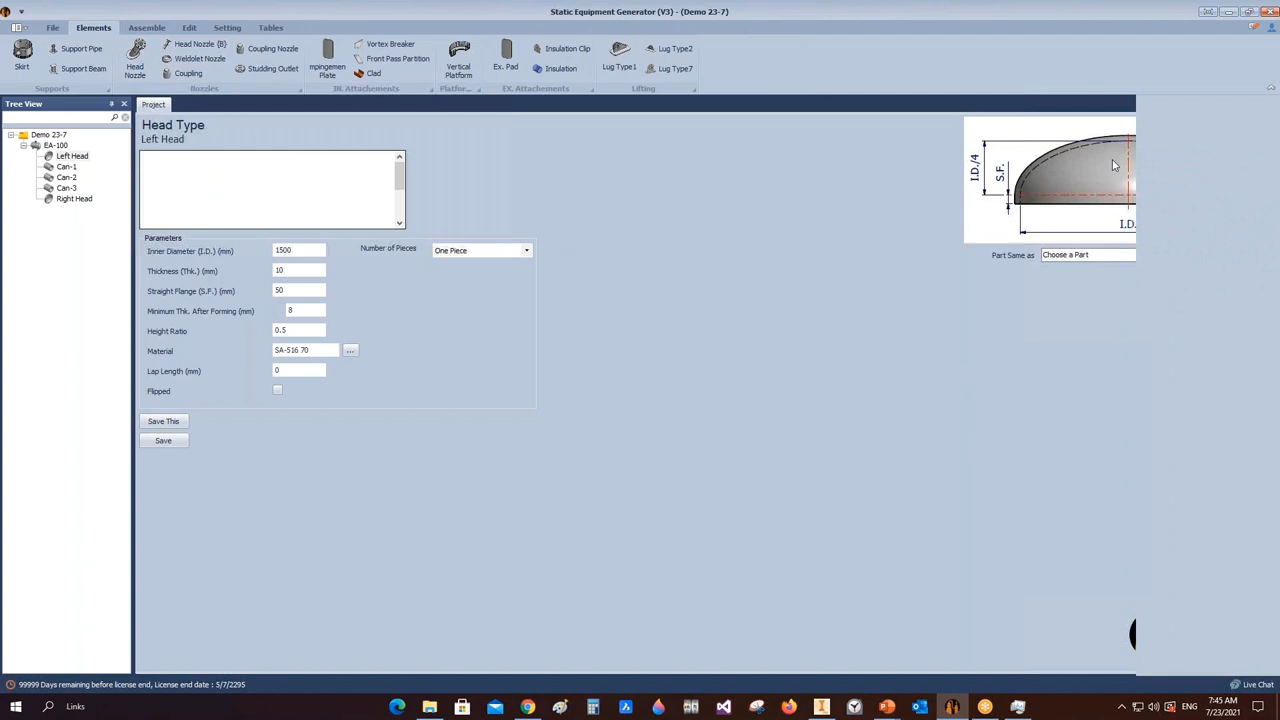 Static Equipment Generator (V3) - (Demo 23-7)
File Elements Assemble Edit Setting Tables
Skirt
Support Pipe
Support Beam
Supports
Head Nozzle
Head Nozzle {B}
Weldolet Nozzle
Coupling
Coupling Nozzle
Studding Outlet
Nozzles
mpingemen Plate
Vortex Breaker
Front Pass Partition
Clad
IN. Attachements
Vertical Platform
Platfor...
Ex. Pad
Insulation Clip
Insulation
EX. Attachements
Lug Type1
Lug Type2
Lug Type7
Lifting
Tree View
Demo 23-7
EA-100
Left Head
Can-1
Can-2
Can-3
Right Head
Project
Head Type
Left Head
Parameters
Inner Diameter (I.D.) (mm) 1500
Number of Pieces One Piece
Thickness (Thk.) (mm) 10
Straight Flange (S.F.) (mm) 50
Minimum Thk. After Forming (mm) 8
Height Ratio 0.5
Material SA-516 70 ...
Lap Length (mm) 0
Flipped
Save This
Save
I.D./4
S.F.
I.D.
Part Same as Choose a Part
99999 Days remaining before license end, License end date : 5/7/2295
Live Chat
Links
ENG
7:45 AM
7/23/2021